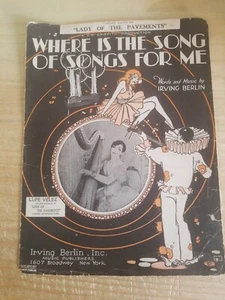 "LADY OF THE PAVEMENTS"
WHERE IS THE SONG
OF SONGS FOR ME
Words and Music by
IRVING BERLIN
LUPE VELEZ
Irving Berlin, Inc.
MUSIC PUBLISHERS
1607 BROADWAY NEW YORK